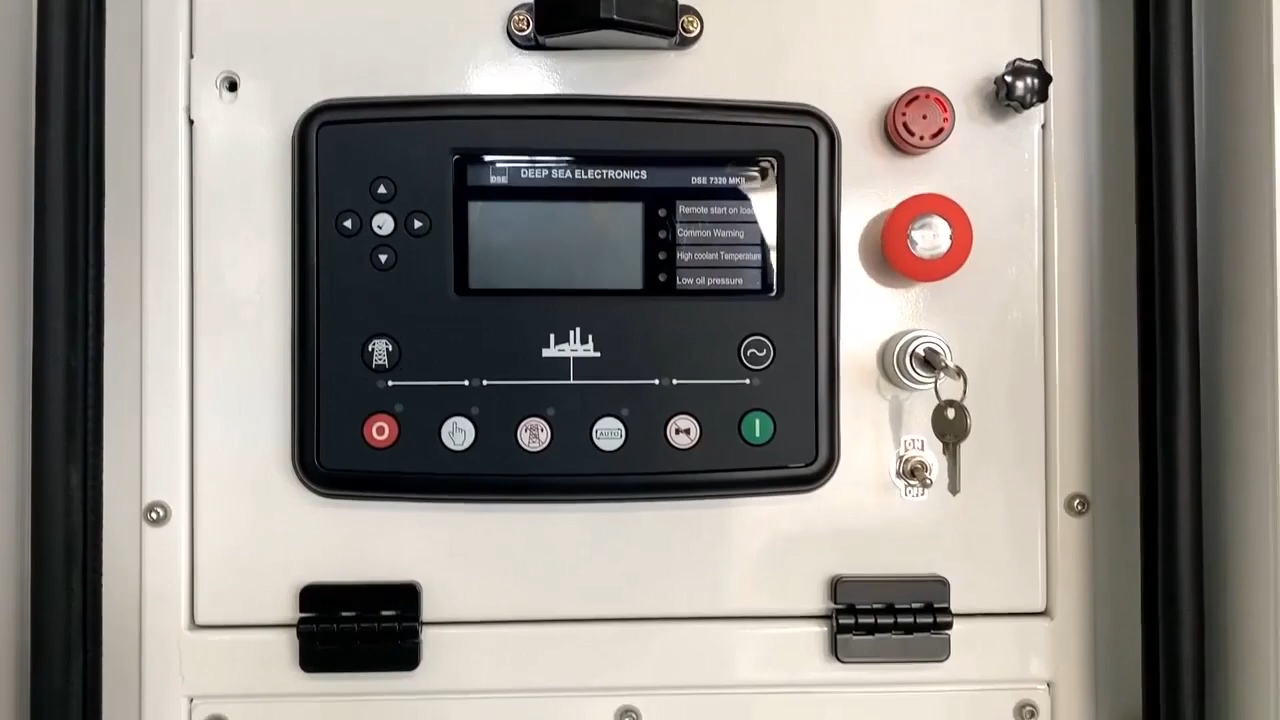 DSE
DEEP SEA ELECTRONICS
DSE 7320 MKII
Remote start on load
Common Warning
High coolant Temperature
Low oil pressure
O
AUTO
I
ON
OFF